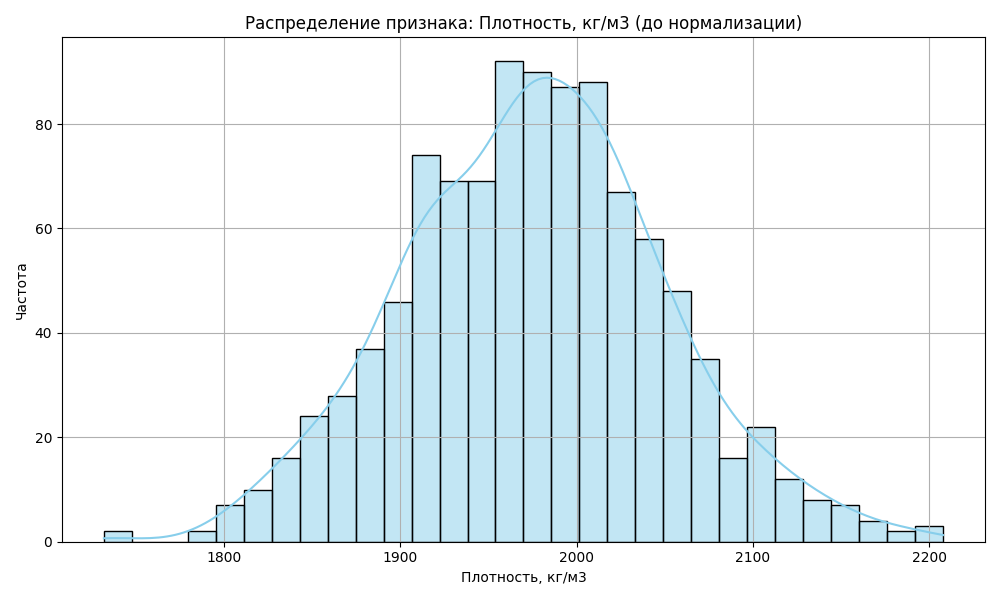 Распределение признака: Плотность, кг/м3 (до нормализации)
Частота
80
60
40
20
0
1800 1900 2000 2100 2200
Плотность, кг/м3